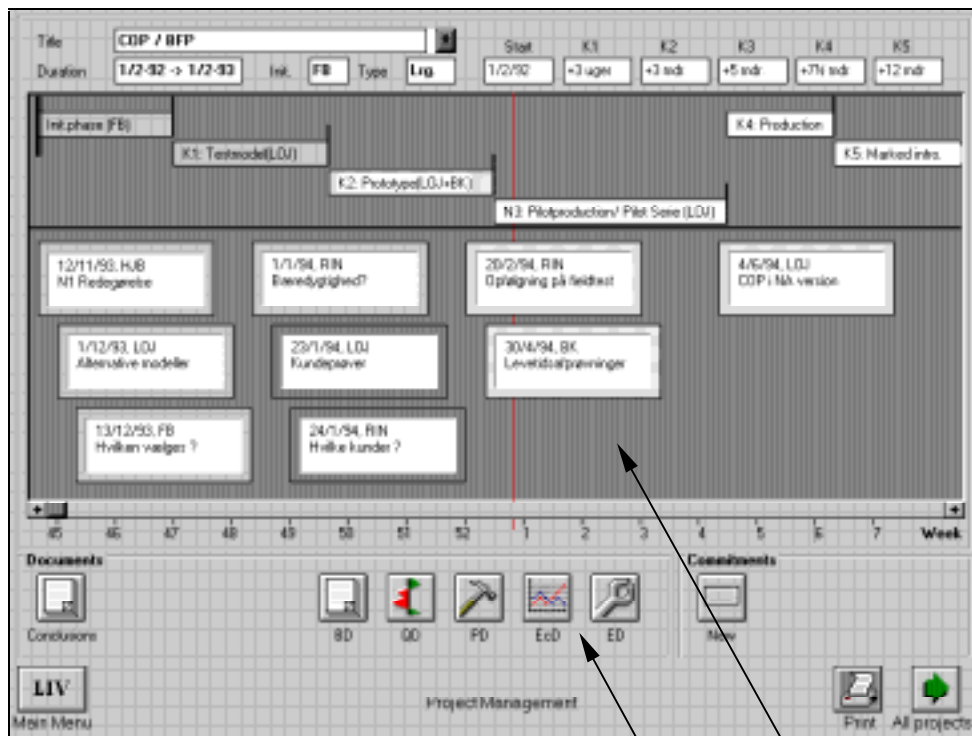 Title COP / BFP
Start K1 K2 K3 K4 K5
Duration 1/2-92 -> 1/2-93 Init. FB Type Lrg. 1/2/92 +3 uger +3 mdr +5 mdr +7½ mdr +12 mdr
Init.phase (FB)
K4: Production
K1: Testmodel(LOJ)
K5: Marked intro.
K2: Prototype(LOJ+BK)
N3: Pilotproduction/ Pilot Serie (LOJ)
12/11/93, HJB
N1 Redegørelse
1/1/94, RIN
Bæredygtighed?
20/2/94, RIN
Opfølgning på fieldtest
4/6/94, LOJ
COP i NA version
1/12/93, LOJ
Alternative modeller
23/1/94, LOJ
Kundeprøver
30/4/94, BK
Levetidsafprøvninger
13/12/93, FB
Hvilken vælges ?
24/1/94, RIN
Hvilke kunder ?
45 46 47 48 49 50 51 52 1 2 3 4 5 6 7 Week
Documents
Commitments
Conclusions BD QD PD EcD ED New
LIV
Main Menu
Project Management
Print All projects